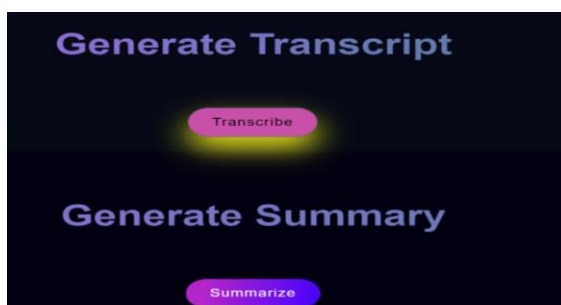 Generate Transcript
Transcribe
Generate Summary
Summarize